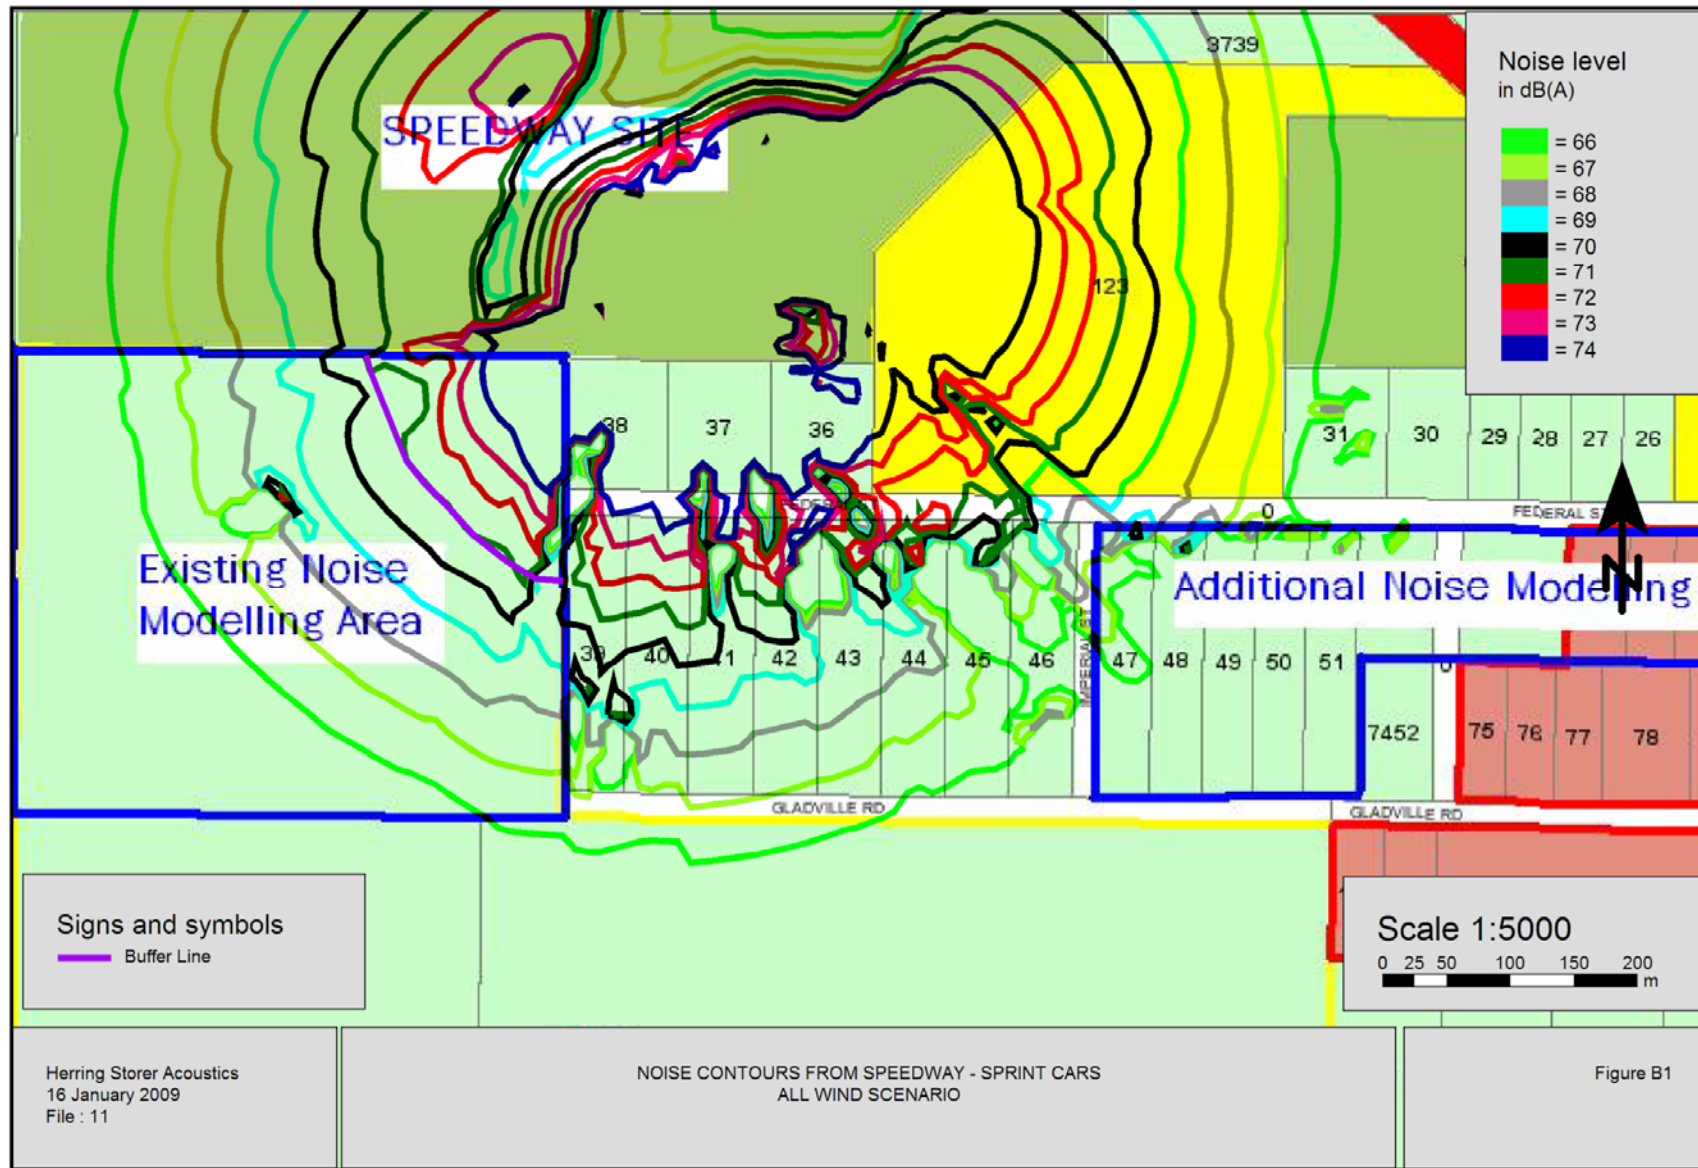 3739
Noise level
in dB(A)
= 66
= 67
= 68
= 69
= 70
= 71
= 72
= 73
= 74
SPEEDWAY SITE
123
38
37
36
31
30
29
28
27
26
0
FEDERAL ST
N
Existing Noise
Modelling Area
Additional Noise Modelling
39
40
41
42
43
44
45
46
IMPERIAL ST
47
48
49
50
51
0
7452
75
76
77
78
GLADVILLE RD
GLADVILLE RD
Signs and symbols
Buffer Line
Scale 1:5000
0 25 50 100 150 200
m
Herring Storer Acoustics
16 January 2009
File : 11
NOISE CONTOURS FROM SPEEDWAY - SPRINT CARS
ALL WIND SCENARIO
Figure B1